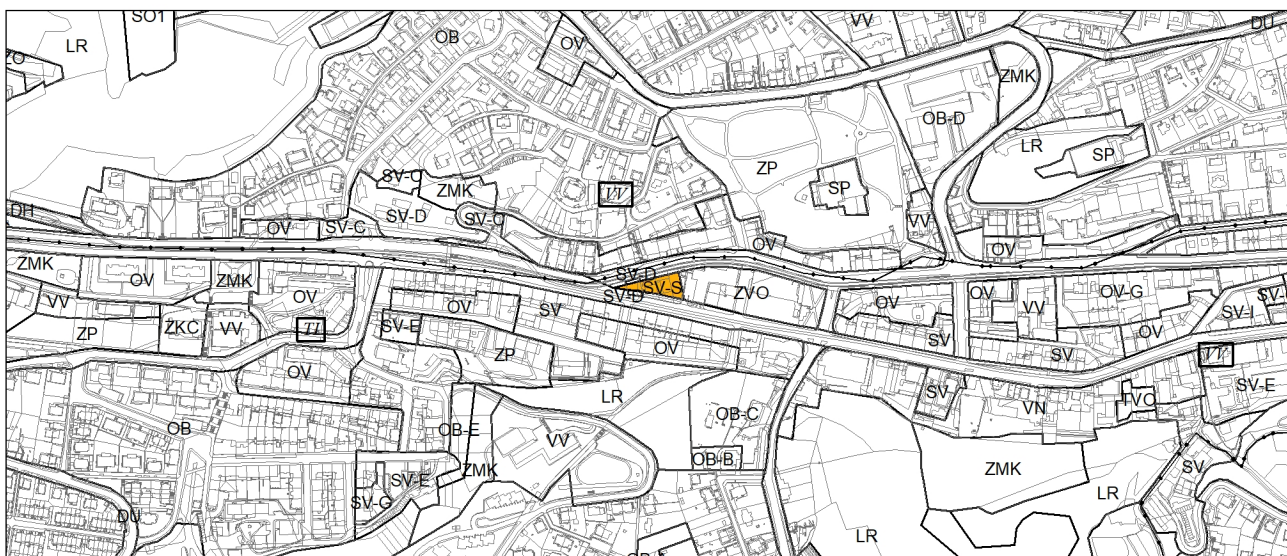 SO1
LR
OB
OV
VV
DU
ZO
ZMK
OB-D
LR
SP
ZP
SP
SV-O
ZMK
VV
SV-D
SV-O
VV
DH
OV
SV-C
OV
OV
ZMK
OV
ZMK
SV-D
SV-S
SV-D
ZVO
OV
OV
VV
OV-G
SV-I
SV-I
VV
ZP
ZKC
VV
OV
TI
SV-E
OV
SV
ZP
OV
SV
SV
OV
VV
SV-E
OV
LR
OB-C
SV
VN
TVO
OB
OB-E
VV
OB-B
ZMK
SV
LR
DU
SV-G
SV-E
ZMK
LR